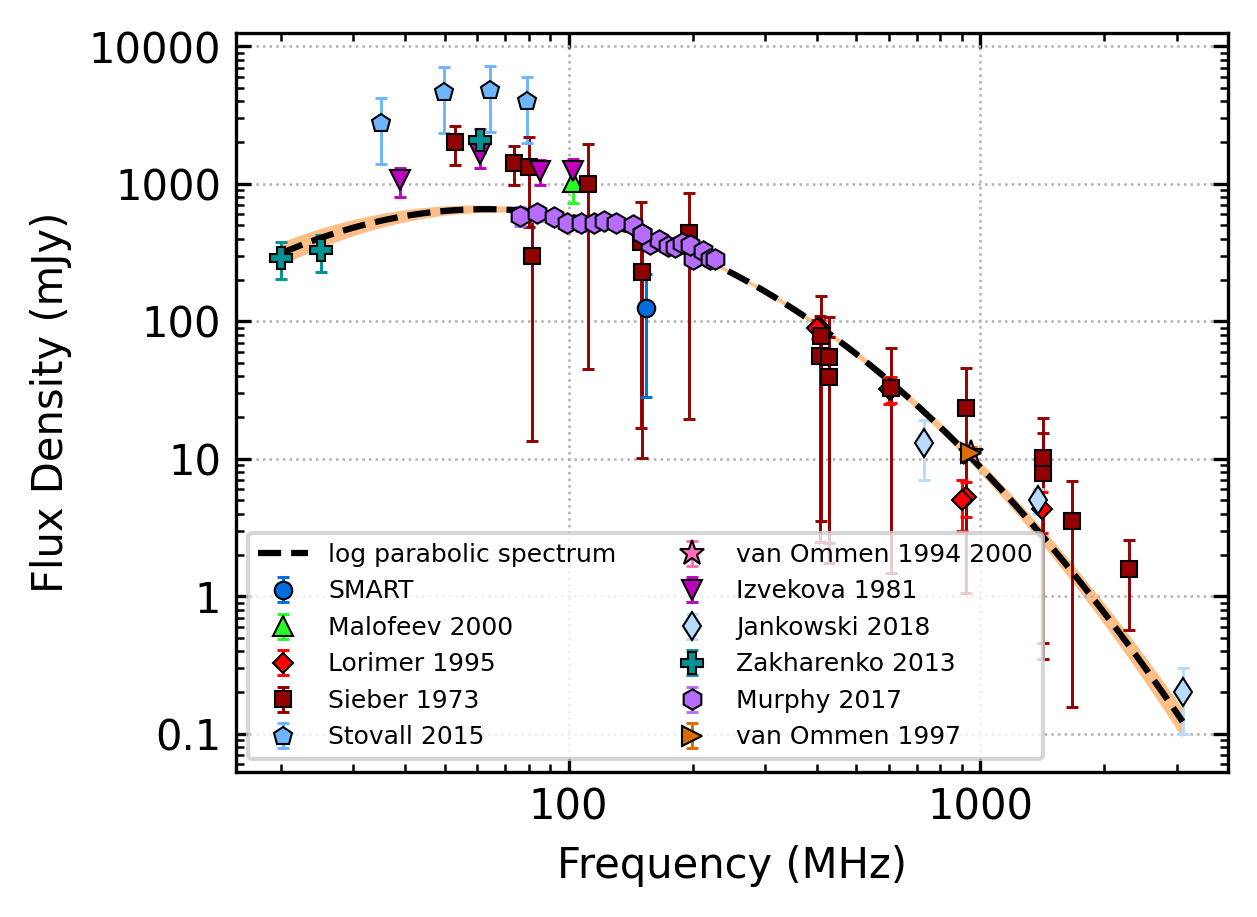 10000
1000
100
10
1
0.1
Flux Density (mJy)
log parabolic spectrum
SMART
Malofeev 2000
Lorimer 1995
Sieber 1973
Stovall 2015
van Ommen 1994 2000
Izvekova 1981
Jankowski 2018
Zakharenko 2013
Murphy 2017
van Ommen 1997
100
1000
Frequency (MHz)